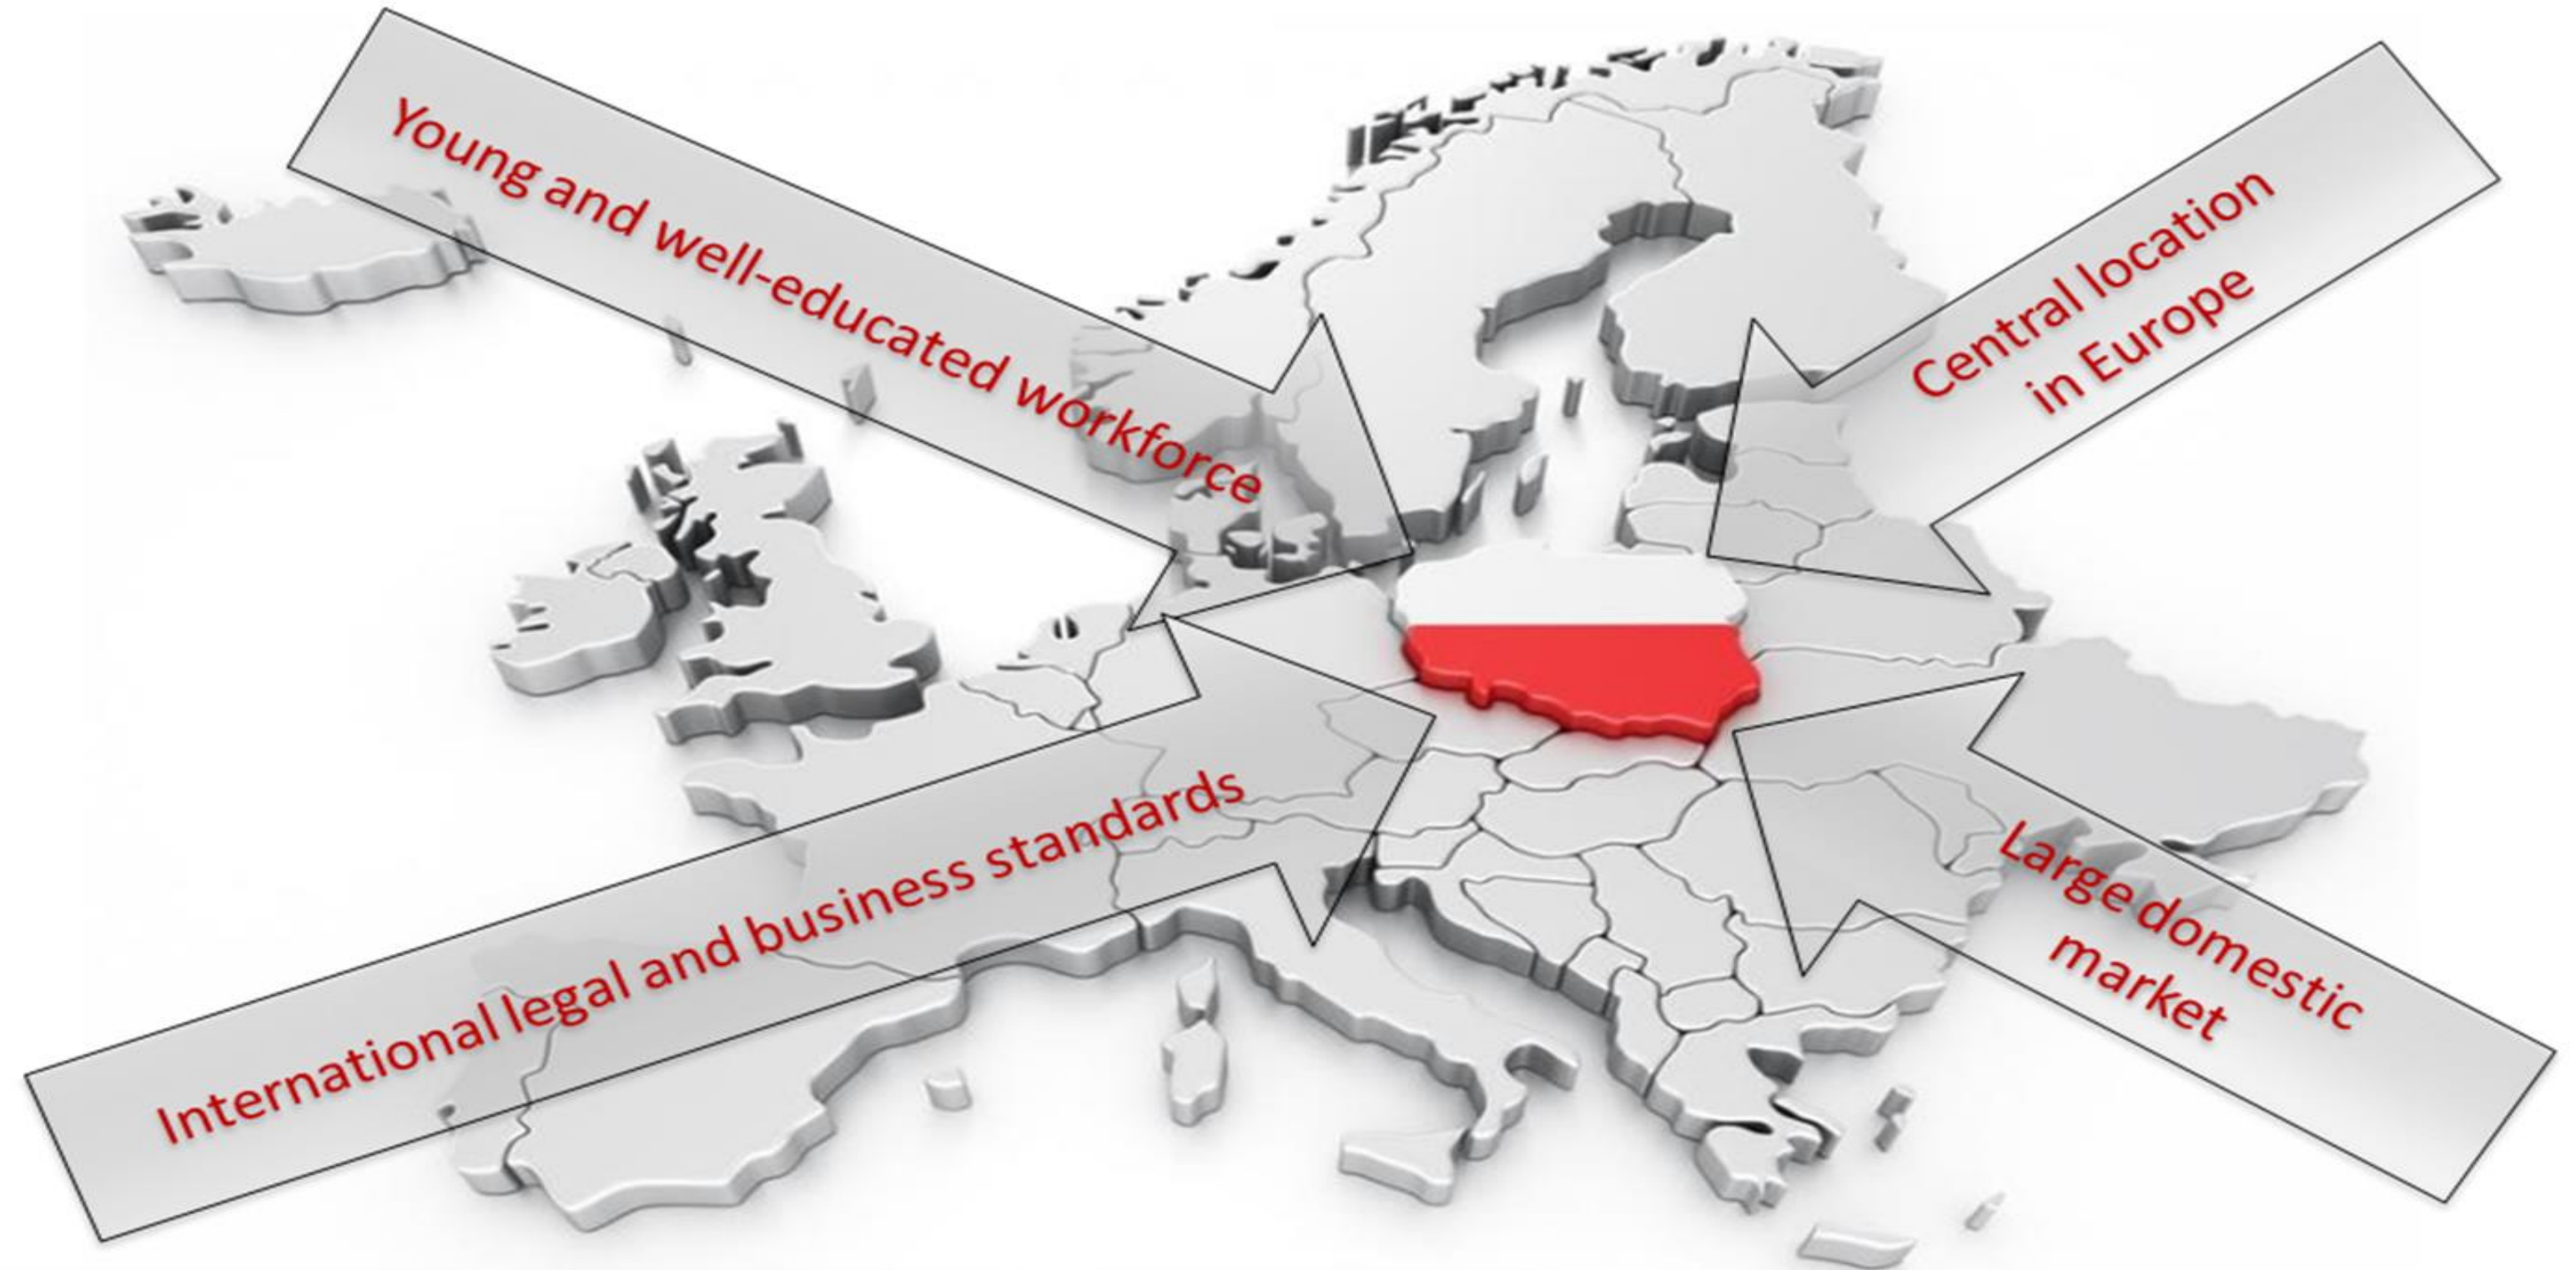 Young and well-educated workforce
Central location
in Europe
International legal and business standards
Large domestic
market